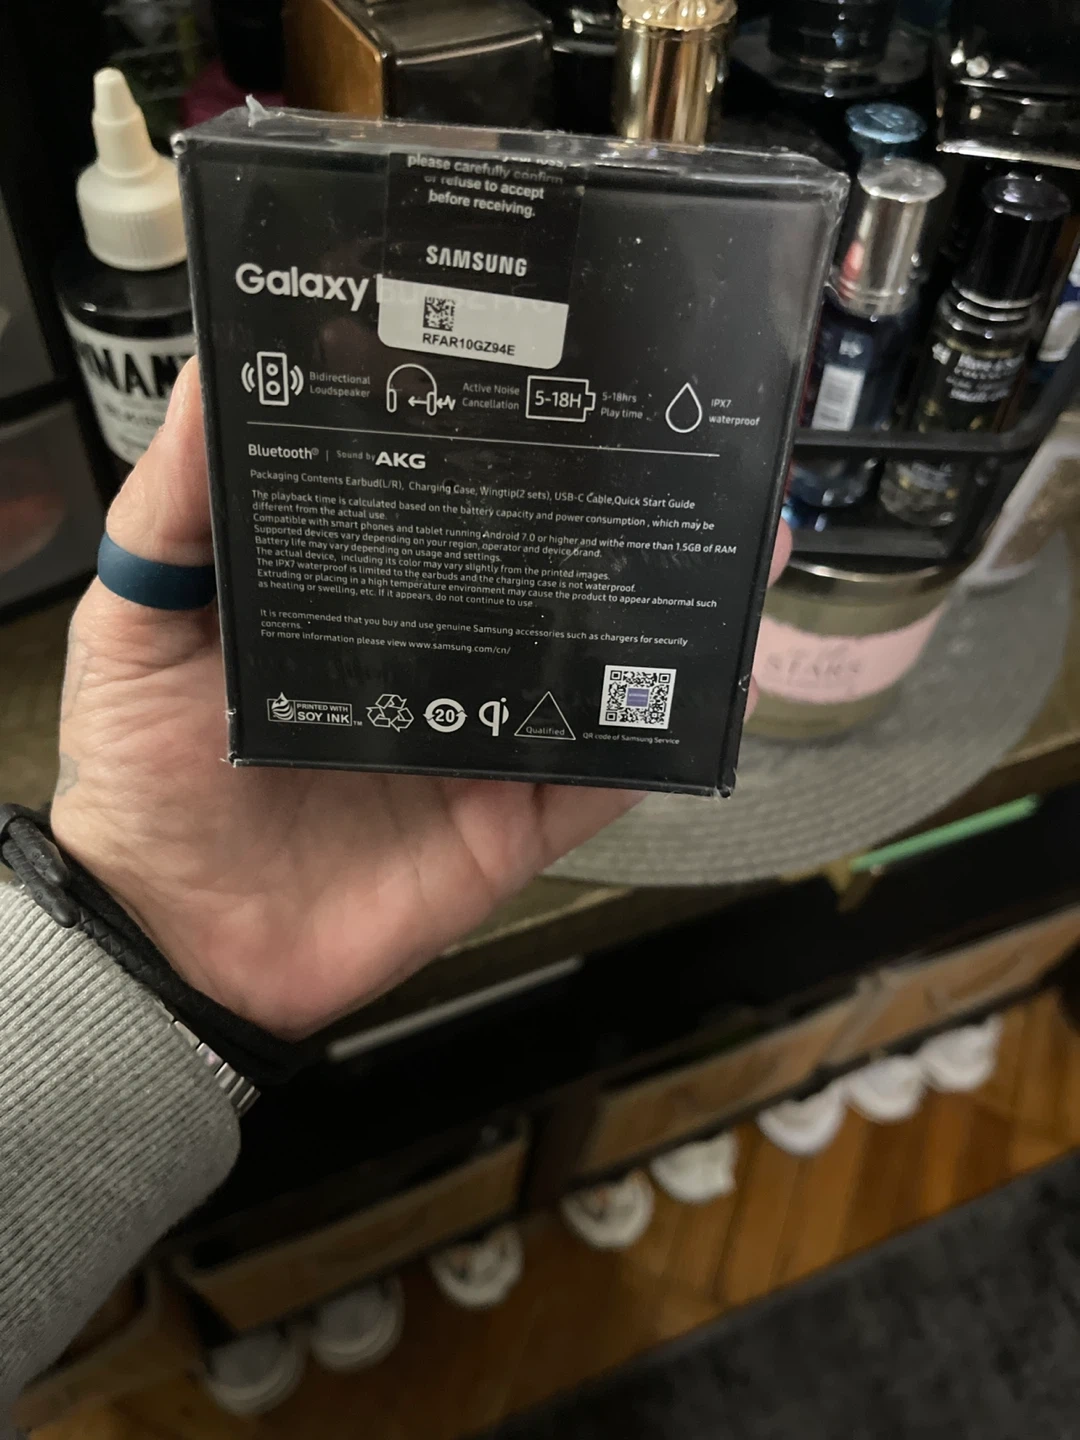 please carefully confirm
or refuse to accept
before receiving.
SAMSUNG
Galaxy
RFAR10GZ94E
Bidirectional
Loudspeaker
Active Noise
Cancellation
5-18H
5-18hrs
Play time
IPX7
waterproof
Bluetooth® | Sound by AKG
Packaging Contents Earbud(L/R), Charging Case, Wingtip(2 sets), USB-C Cable,Quick Start Guide
The playback time is calculated based on the battery capacity and power consumption , which may be
different from the actual use.
Compatible with smart phones and tablet running Android 7.0 or higher and withe more than 1.5GB of RAM
Supported devices vary depending on your region, operator and device brand.
Battery life may vary depending on usage and settings.
The actual device, including its color may vary slightly from the printed images.
The IPX7 waterproof is limited to the earbuds and the charging case is not waterproof.
Extruding or placing in a high temperature environment may cause the product to appear abnormal such
as heating or swelling, etc. If it appears, do not continue to use .
It is recommended that you buy and use genuine Samsung accessories such as chargers for securily
concerns.
For more information please view www.samsung.com/cn/
PRINTED WITH
SOY INK™
20
qi
Qualified
QR code of Samsung Service